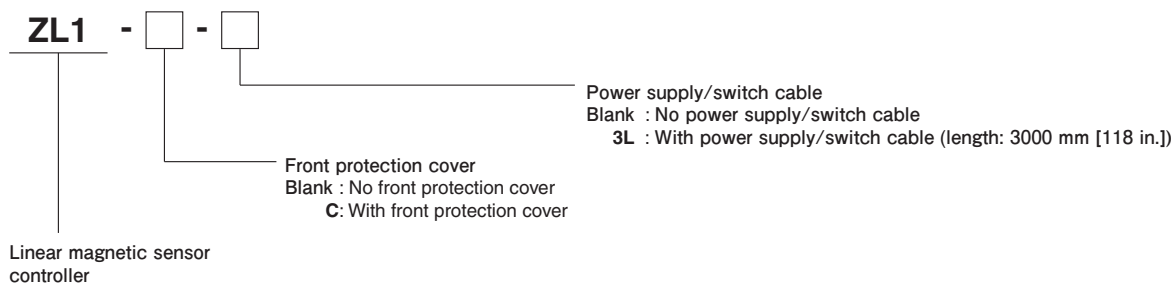 ZL1 - □ - □
Power supply/switch cable
Blank : No power supply/switch cable
3L : With power supply/switch cable (length: 3000 mm [118 in.])
Front protection cover
Blank : No front protection cover
C: With front protection cover
Linear magnetic sensor
controller